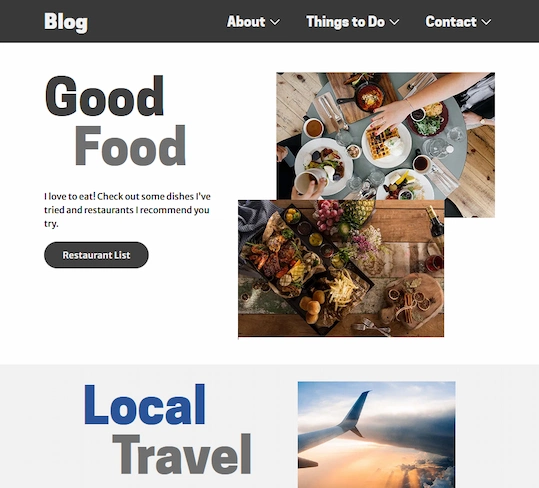 Blog
About
Things to Do
Contact
Good
Food
I love to eat! Check out some dishes I've
tried and restaurants I recommend you
try.
Restaurant List
Local
Travel